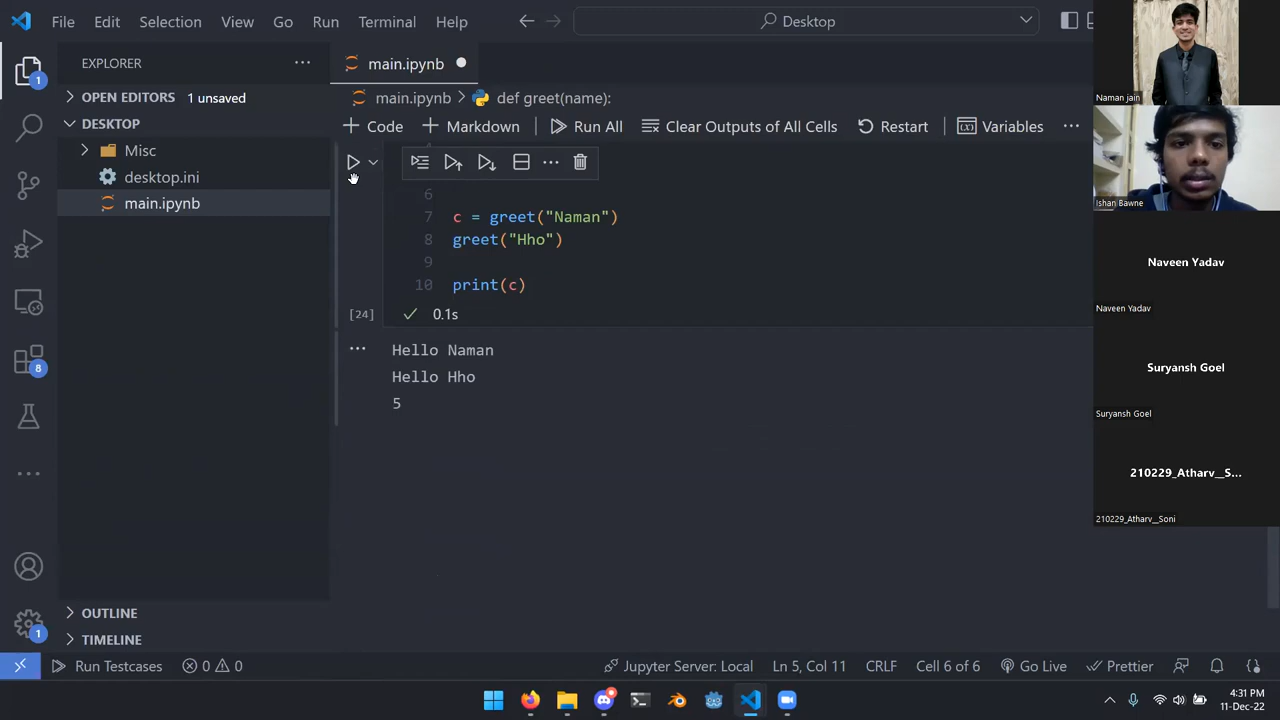 File Edit Selection View Go Run Terminal Help
Desktop
EXPLORER
main.ipynb
OPEN EDITORS 1 unsaved
main.ipynb > def greet(name):
DESKTOP
Code Markdown Run All Clear Outputs of All Cells Restart Variables
Misc
desktop.ini
main.ipynb
6
7 c = greet("Naman")
8 greet("Hho")
9
10 print(c)
[24] 0.1s
Hello Naman
Hello Hho
5
1
8
1
OUTLINE
TIMELINE
Run Testcases 0 0
Jupyter Server: Local Ln 5, Col 11 CRLF Cell 6 of 6 Go Live Prettier
4:31 PM
11-Dec-22
Naman jain
Ishan Bawne
Naveen Yadav
Naveen Yadav
Suryansh Goel
Suryansh Goel
210229_Atharv__S...
210229_Atharv__Soni